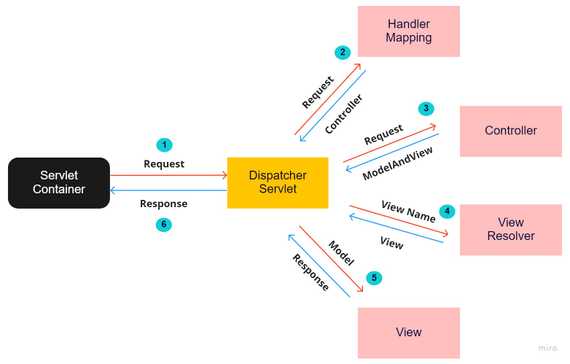 Handler
Mapping
2
Request
Controller
3
Request
ModelAndView
Controller
1
Request
Servlet
Container
Dispatcher
Servlet
Response
6
View Name
4
View
View
Resolver
Model
Response
5
View
miro